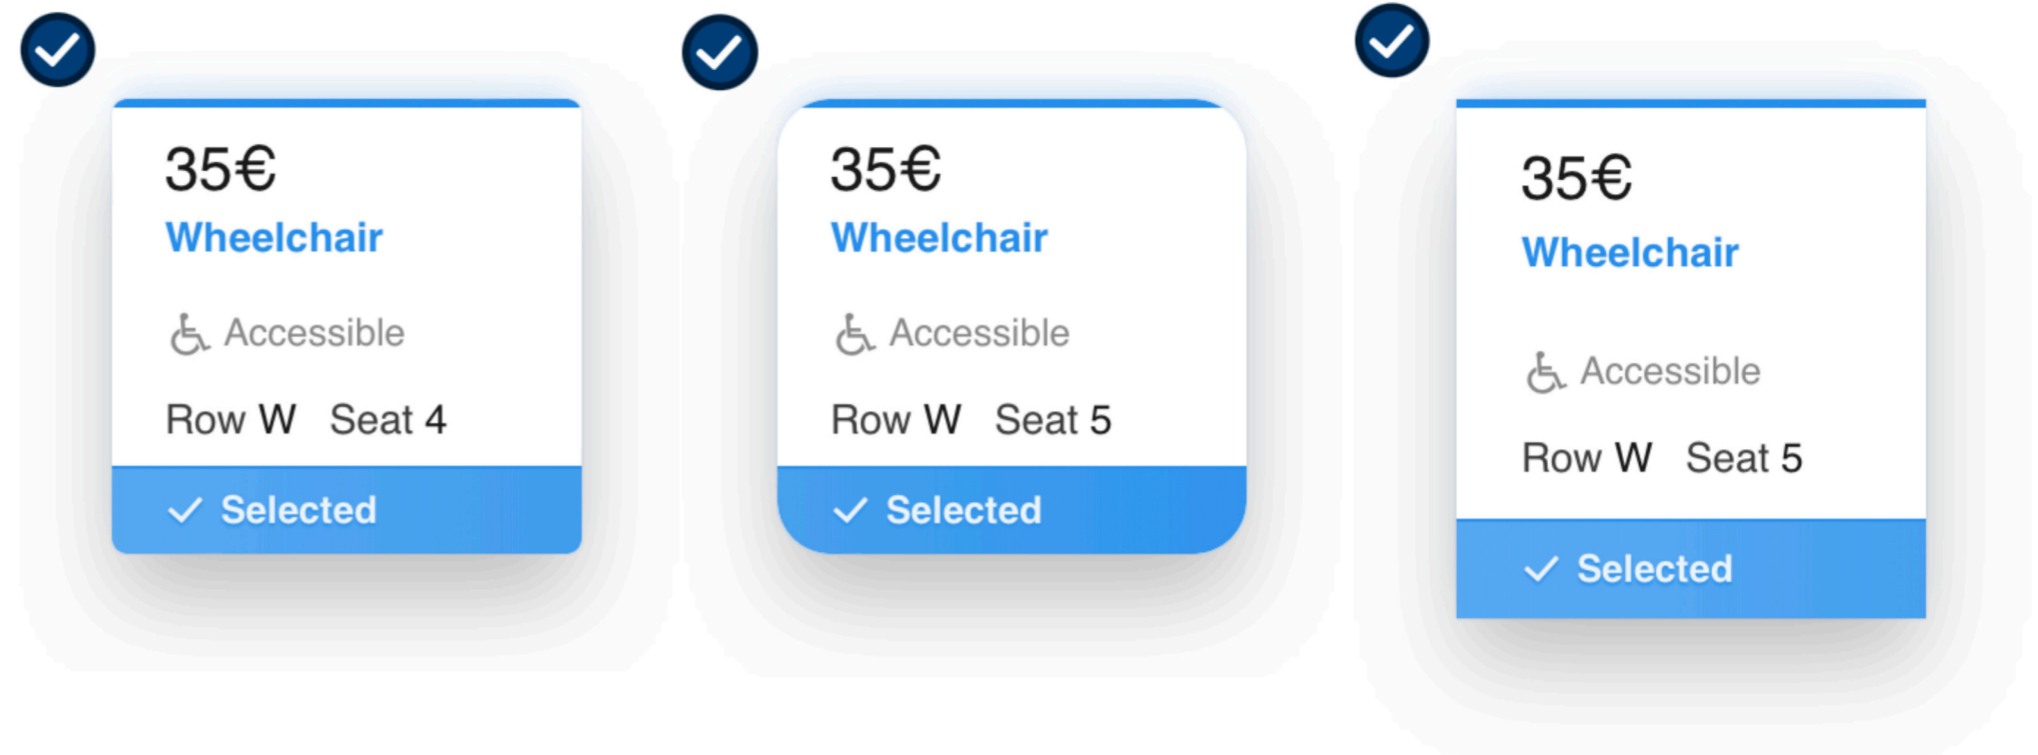 35€
Wheelchair
Accessible
Row W Seat 4
Selected
35€
Wheelchair
Accessible
Row W Seat 5
Selected
35€
Wheelchair
Accessible
Row W Seat 5
Selected